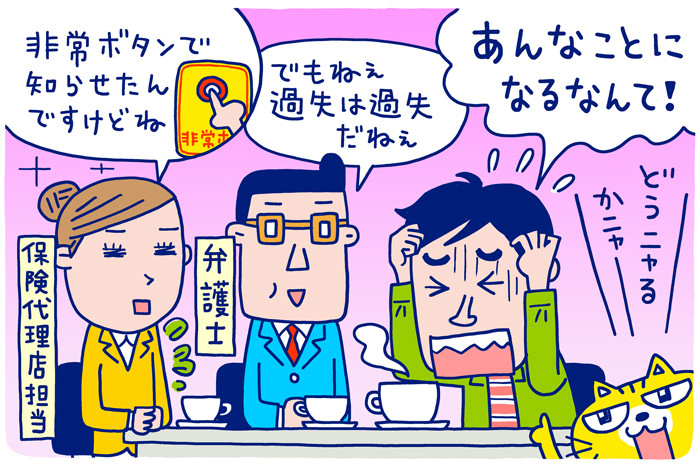 非常ボタンで
知らせたん
ですけどね
非常ボ
でもねぇ
過失は過失
だねぇ
あんなことに
なるなんて!
どうニャる
かニャー
保険代理店担当
弁護士